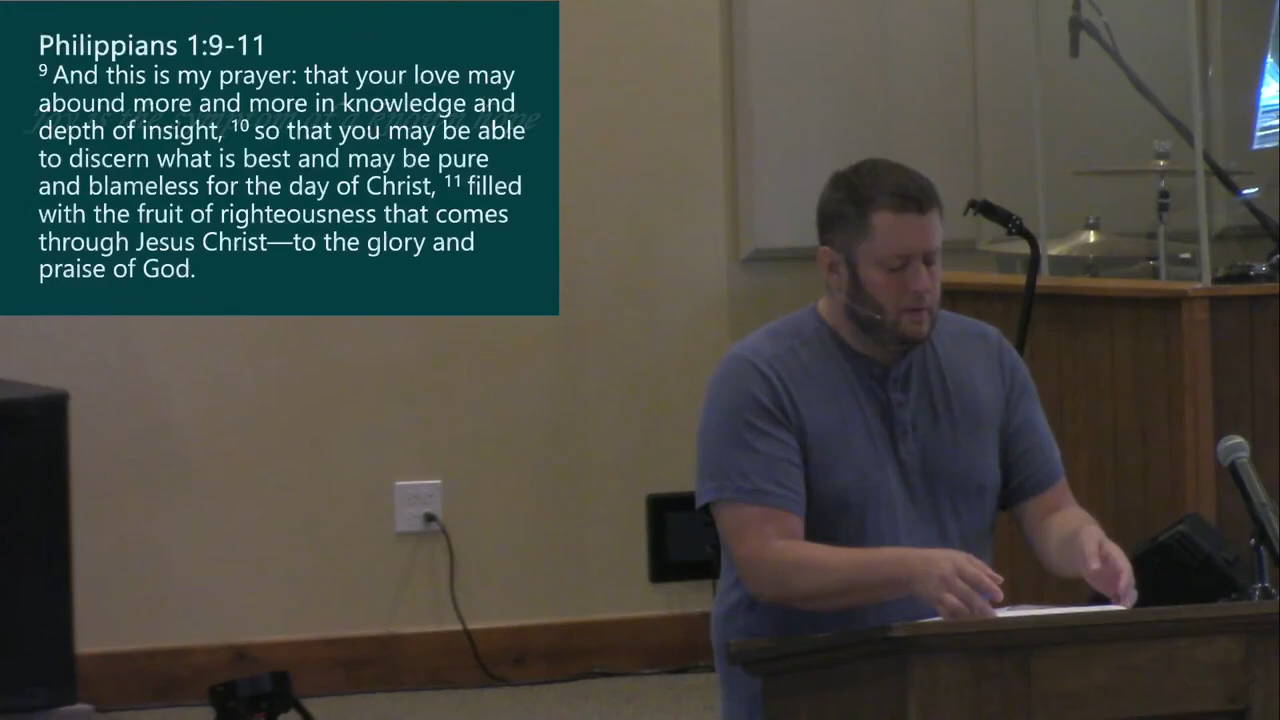 Philippians 1:9-11
⁹ And this is my prayer: that your love may
abound more and more in knowledge and
depth of insight, ¹⁰ so that you may be able
to discern what is best and may be pure
and blameless for the day of Christ, ¹¹ filled
with the fruit of righteousness that comes
through Jesus Christ—to the glory and
praise of God.